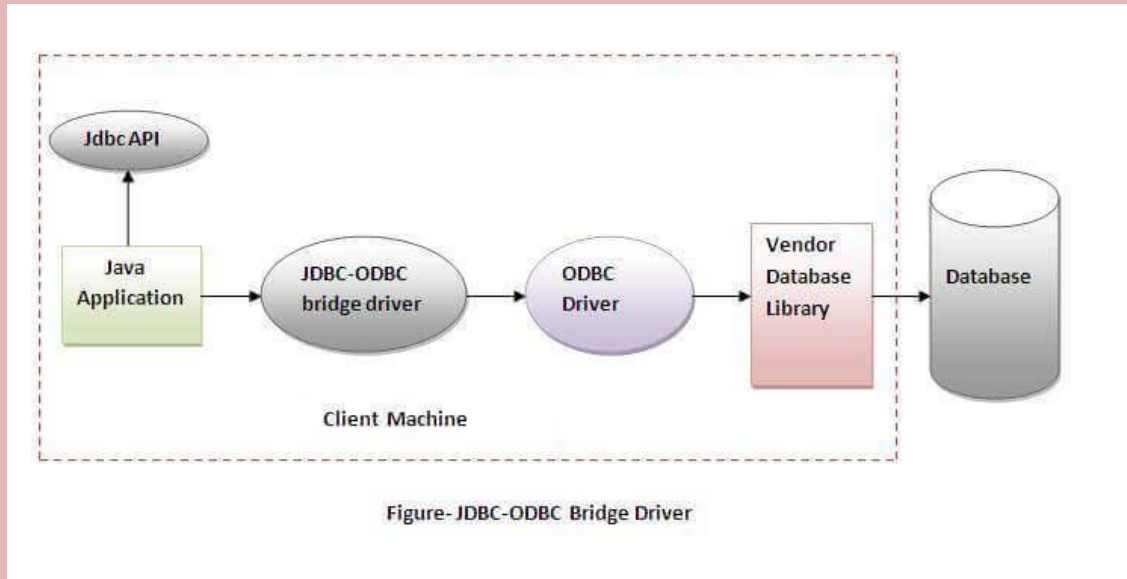 Jdbc API
Java
Application
JDBC-ODBC
bridge driver
ODBC
Driver
Vendor
Database
Library
Database
Client Machine
Figure- JDBC-ODBC Bridge Driver